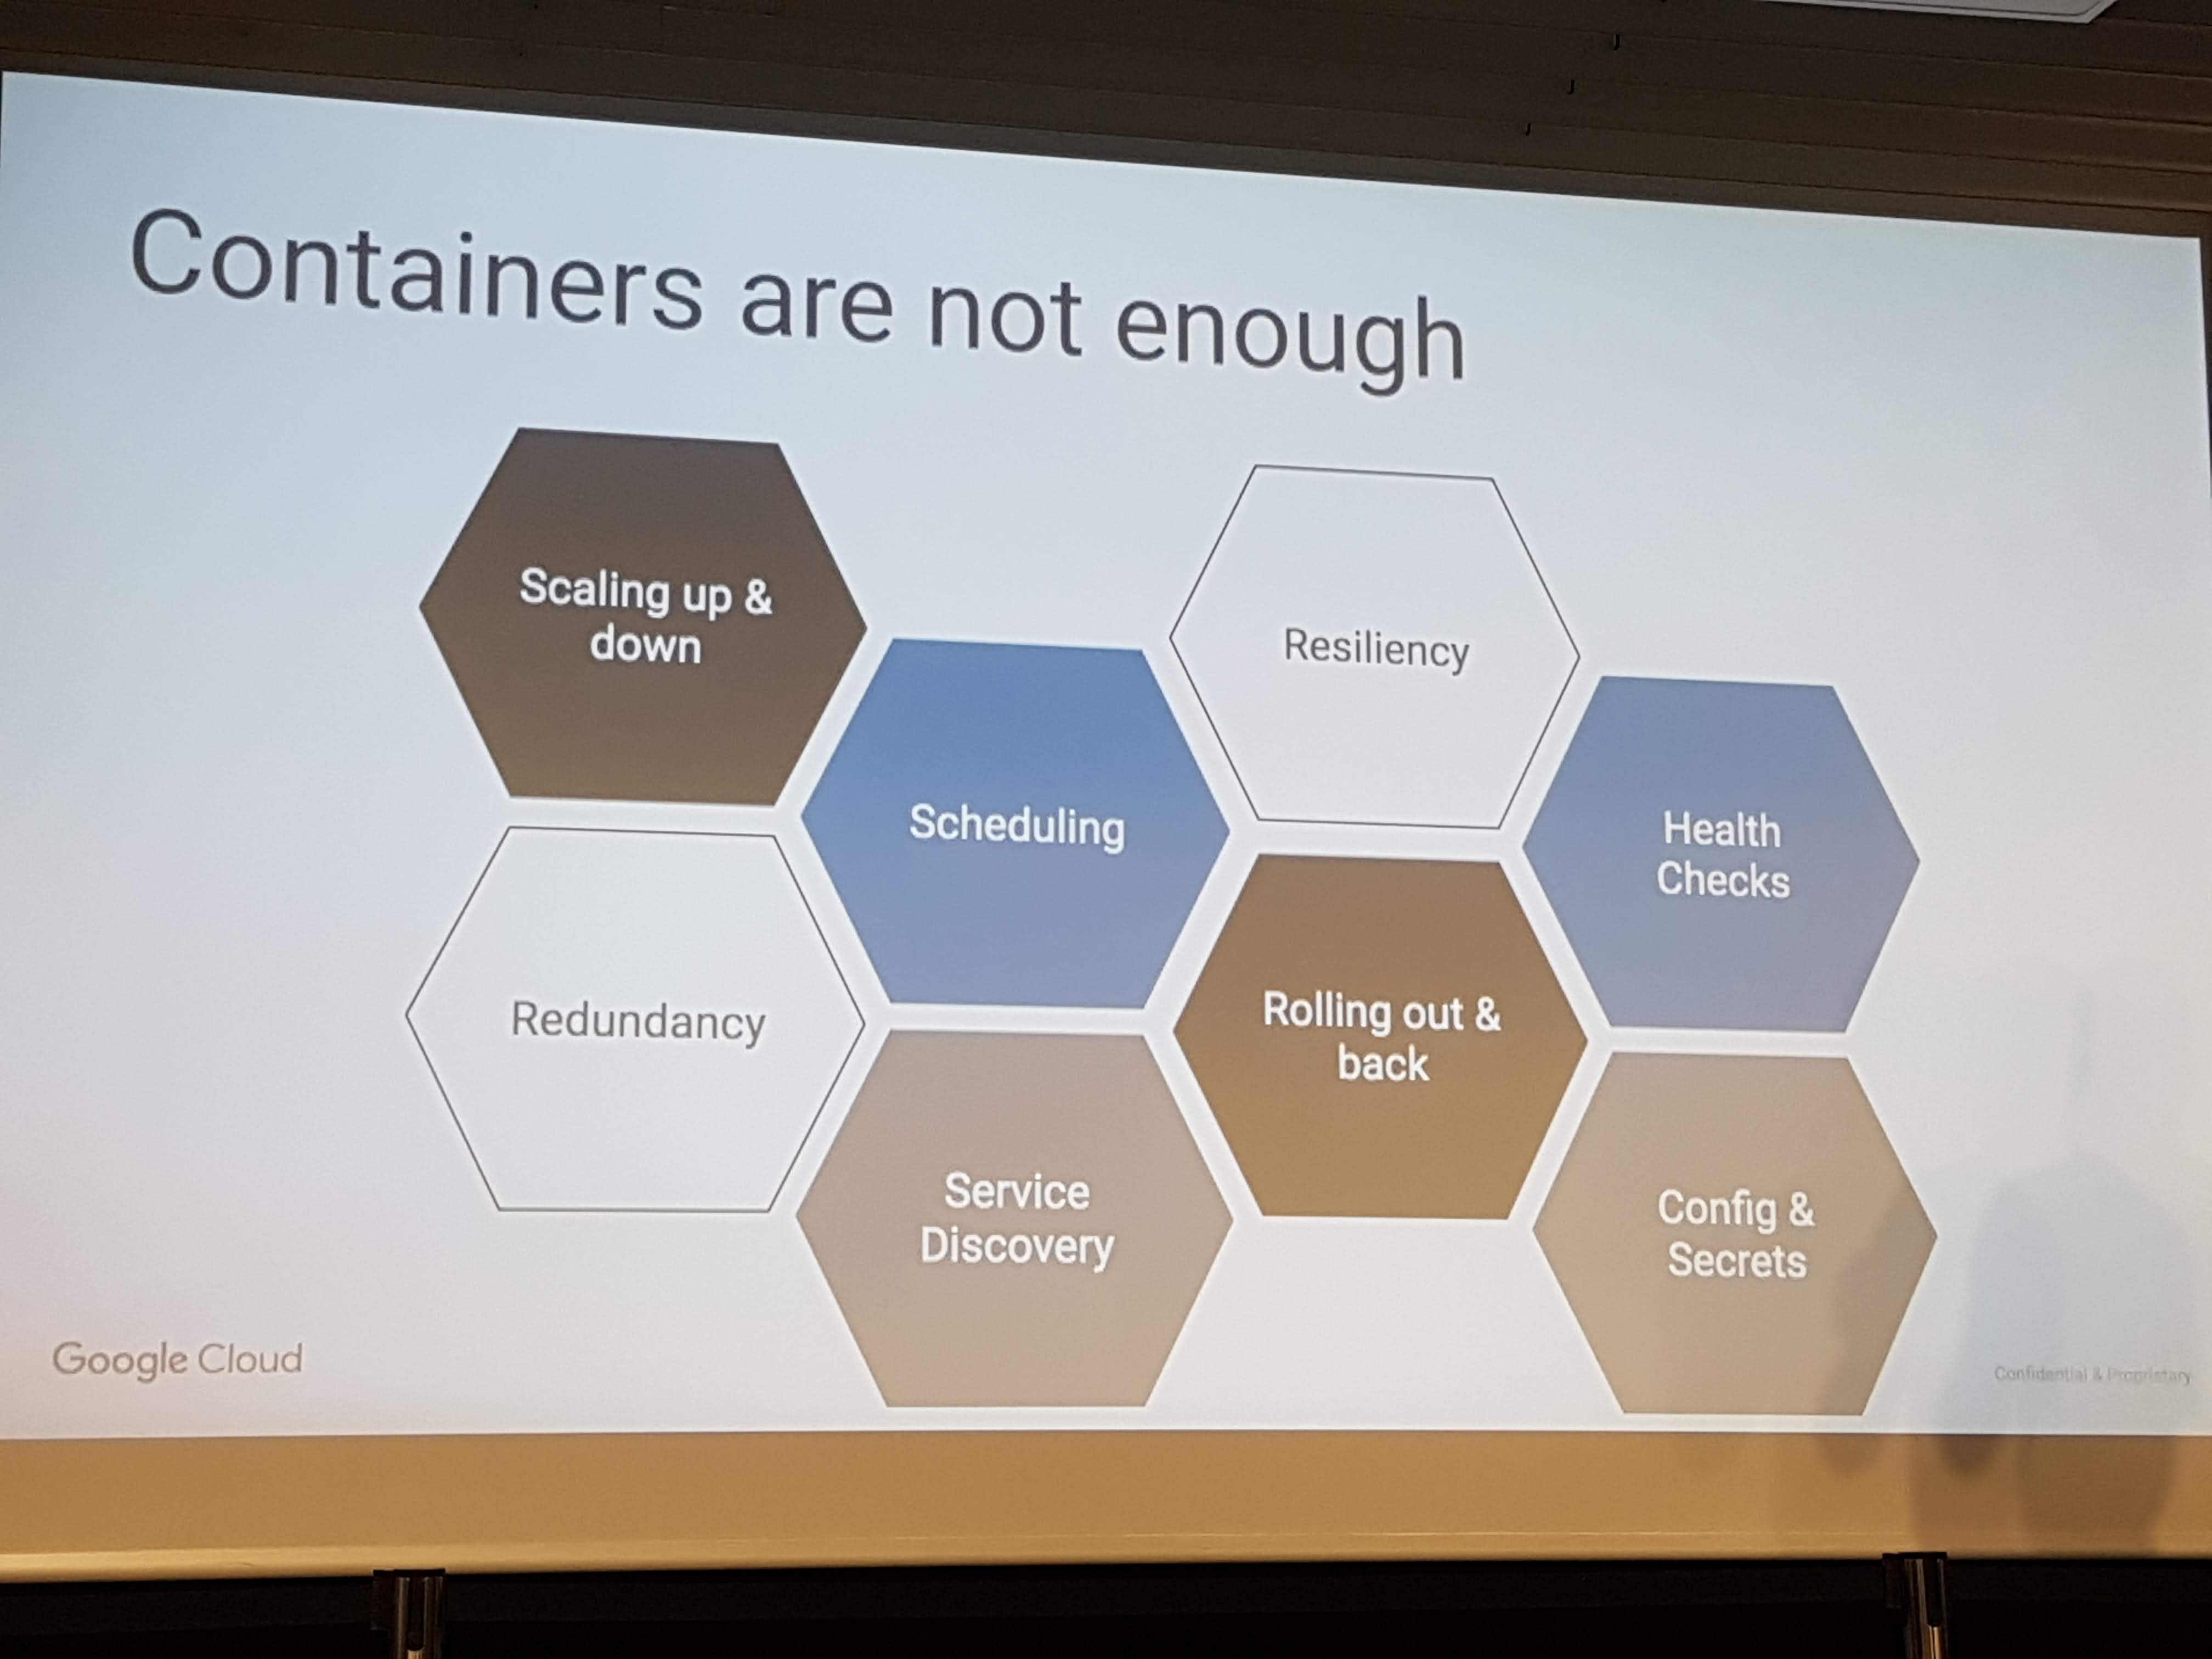 Containers are not enough
Scaling up &
down
Resiliency
Scheduling
Health
Checks
Redundancy
Rolling out &
back
Service
Discovery
Config &
Secrets
Google Cloud
Confidential & Proprietary